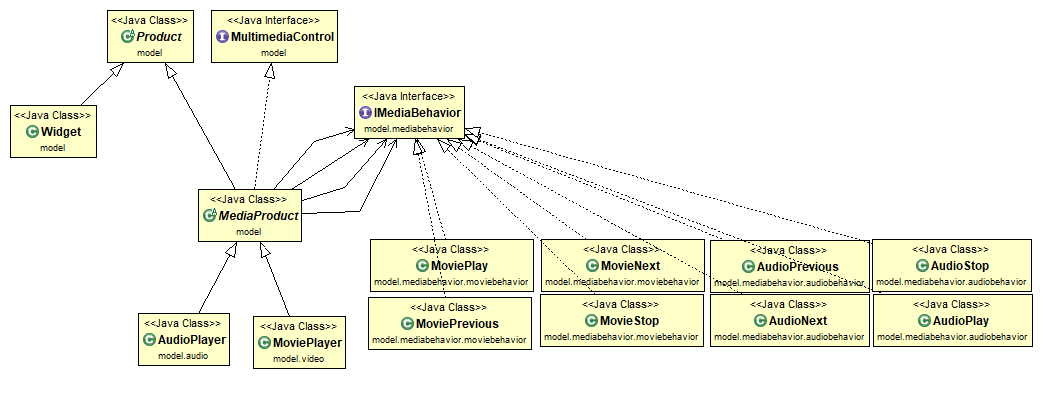 <<Java Class>>
Product
model
<<Java Interface>>
MultimediaControl
model
<<Java Interface>>
IMediaBehavior
model.mediabehavior
<<Java Class>>
Widget
model
<<Java Class>>
MediaProduct
model
<<Java Class>>
MoviePlay
model.mediabehavior.moviebehavior
<<Java Class>>
MovieNext
model.mediabehavior.moviebehavior
<<Java Class>>
AudioPrevious
model.mediabehavior.audiobehavior
<<Java Class>>
AudioStop
model.mediabehavior.audiobehavior
<<Java Class>>
MoviePrevious
model.mediabehavior.moviebehavior
<<Java Class>>
MovieStop
model.mediabehavior.moviebehavior
<<Java Class>>
AudioNext
model.mediabehavior.audiobehavior
<<Java Class>>
AudioPlay
model.mediabehavior.audiobehavior
<<Java Class>>
AudioPlayer
model.audio
<<Java Class>>
MoviePlayer
model.video